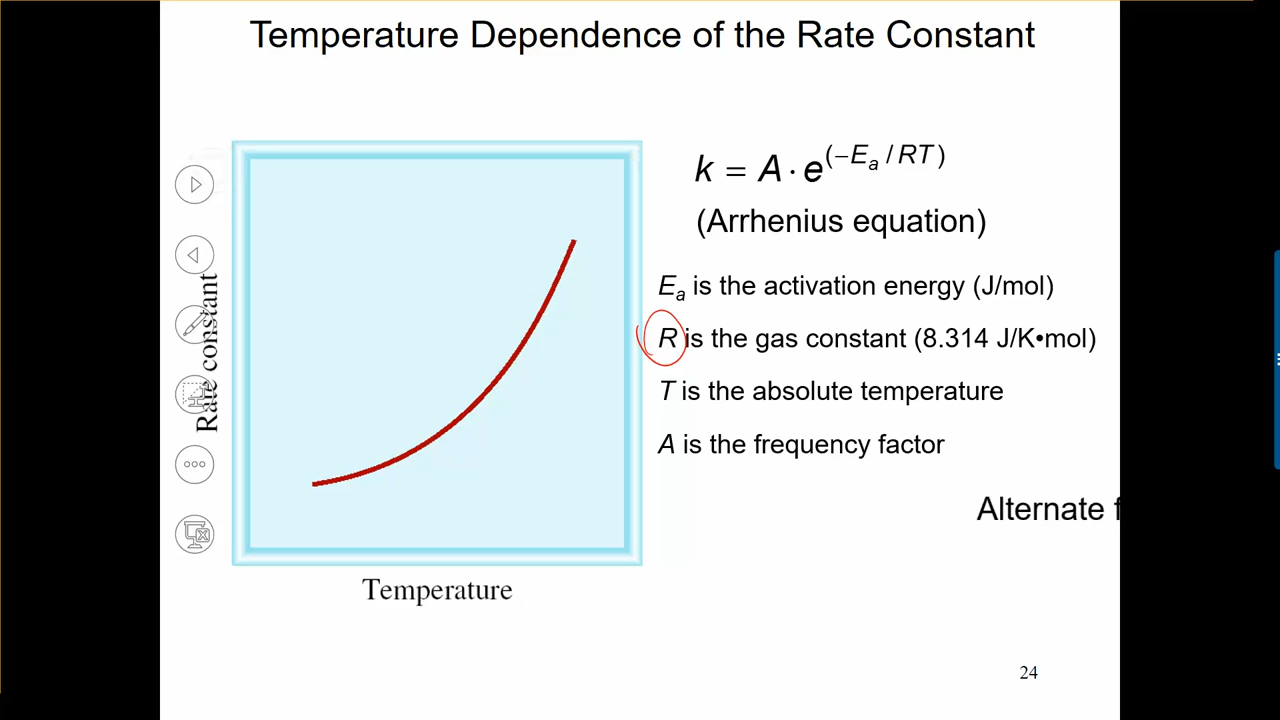 Temperature Dependence of the Rate Constant
Rate constant
Temperature
k = A · e^(−Eₐ / RT)
(Arrhenius equation)
Eₐ is the activation energy (J/mol)
R is the gas constant (8.314 J/K•mol)
T is the absolute temperature
A is the frequency factor
Alternate f
24